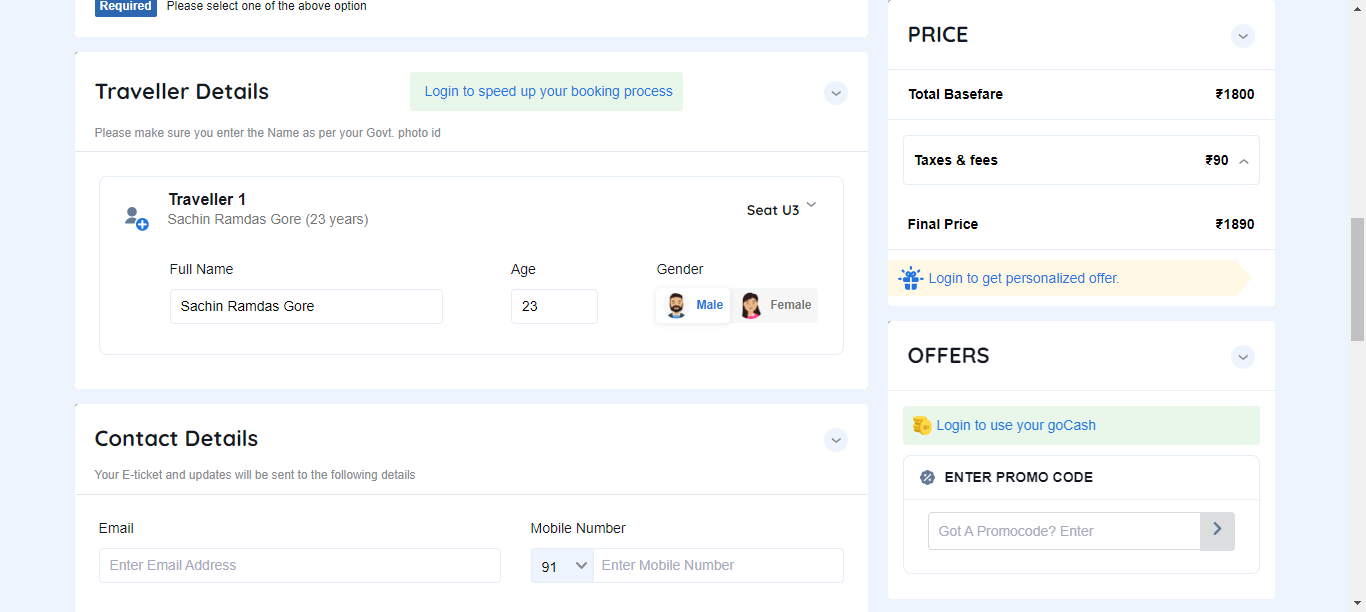 Required Please select one of the above option
Traveller Details
Login to speed up your booking process
Please make sure you enter the Name as per your Govt. photo id
Traveller 1
Sachin Ramdas Gore (23 years)
Seat U3
Full Name Age Gender
Sachin Ramdas Gore 23 Male Female
Contact Details
Your E-ticket and updates will be sent to the following details
Email Mobile Number
Enter Email Address 91 Enter Mobile Number
PRICE
Total Basefare ₹1800
Taxes & fees ₹90
Final Price ₹1890
Login to get personalized offer.
OFFERS
Login to use your goCash
ENTER PROMO CODE
Got A Promocode? Enter